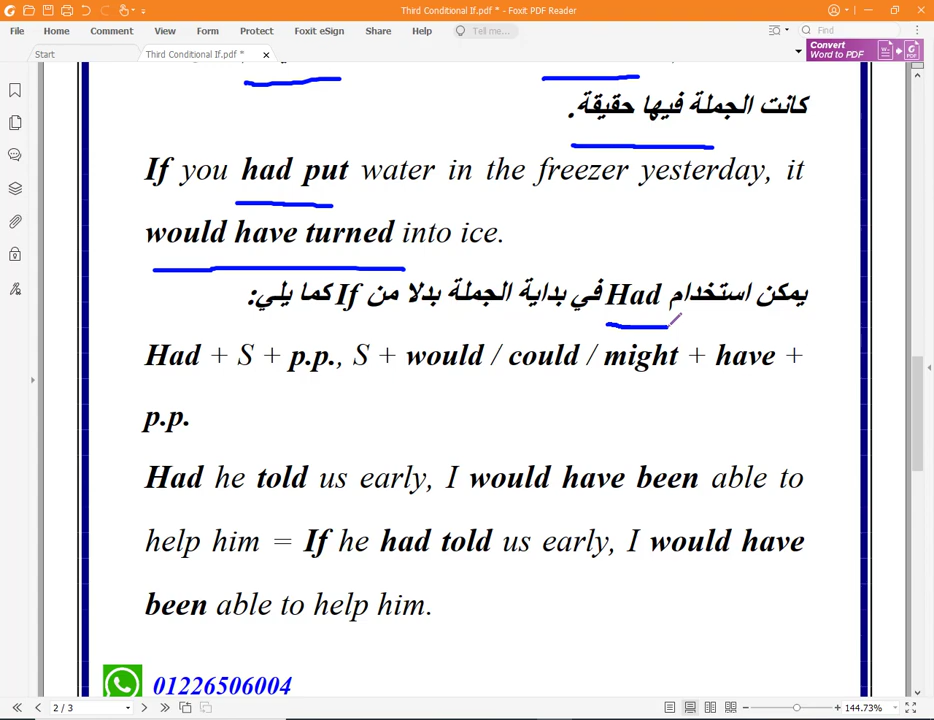 Third Conditional If.pdf * - Foxit PDF Reader
File Home Comment View Form Protect Foxit eSign Share Help Tell me... Find
Convert
Word to PDF
Start Third Conditional If.pdf *
كانت الجملة فيها حقيقة.
If you had put water in the freezer yesterday, it
would have turned into ice.
يمكن استخدام Had في بداية الجملة بدلا من If كما يلي:
Had + S + p.p., S + would / could / might + have +
p.p.
Had he told us early, I would have been able to
help him = If he had told us early, I would have
been able to help him.
01226506004
2 / 3 144.73%